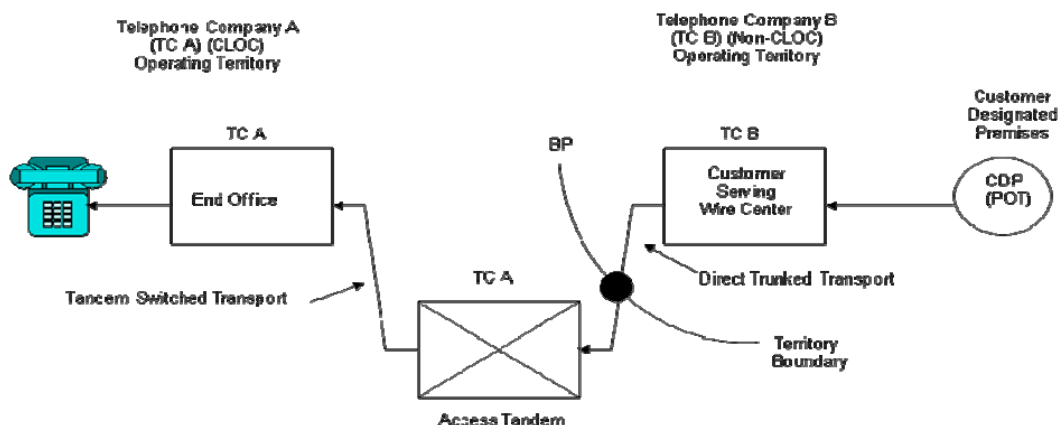 Telephone Company A
(TC A) (CLOC)
Operating Territory
Telephone Company B
(TC B) (Non-CLOC)
Operating Territory
Customer
Designated
Premises
TC A
BP
TC B
End Office
Customer
Serving
Wire Center
CDP
(POT)
Tancem Switched Transport
TC A
Direct Trunked Transport
Territory
Boundary
Access Tandem